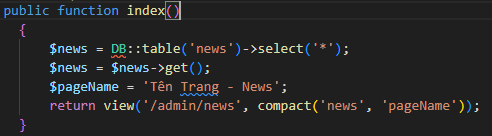 public function index()
{
$news = DB::table('news')->select('*');
$news = $news->get();
$pageName = 'Tên Trang - News';
return view('/admin/news', compact('news', 'pageName'));
}